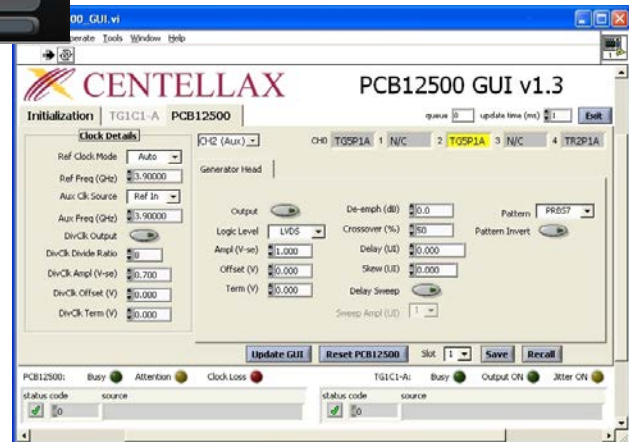 00_GUI.vi
perate Tools Window Help
CENTELLAX PCB12500 GUI v1.3
Initialization TG1C1-A PCB12500 queue 0 update time (ms) 1 Exit
Clock Details
Ref Clock Mode Auto
Ref Freq (GHz) 3.90000
Aux Clk Source Ref In
Aux Freq (GHz) 3.90000
DivClk Output
DivClk Divide Ratio 8
DivClk Ampl (V-se) 0.700
DivClk Offset (V) 0.000
DivClk Term (V) 0.000
CH2 (Aux) CH0 TG5P1A 1 N/C 2 TG5P1A 3 N/C 4 TR2P1A
Generator Head
Output De-emph (dB) 0.0 Pattern PRBS7
Logic Level LVDS Crossover (%) 50 Pattern Invert
Ampl (V-se) 1.000 Delay (UI) 0.000
Offset (V) 0.000 Skew (UI) 0.000
Term (V) 0.000 Delay Sweep
Sweep Ampl (UI) 1
Update GUI Reset PCB12500 Slot 1 Save Recall
PCB12500: Busy Attention Clock Loss TG1C1-A: Busy Output ON Jitter ON
status code source status code source
0 0